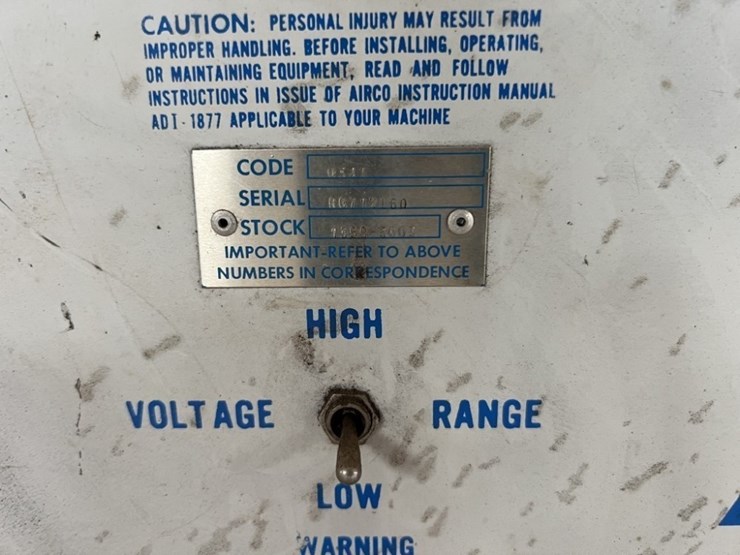 CAUTION: PERSONAL INJURY MAY RESULT FROM
IMPROPER HANDLING. BEFORE INSTALLING, OPERATING,
OR MAINTAINING EQUIPMENT, READ AND FOLLOW
INSTRUCTIONS IN ISSUE OF AIRCO INSTRUCTION MANUAL
ADI-1877 APPLICABLE TO YOUR MACHINE
CODE
SERIAL
STOCK
IMPORTANT-REFER TO ABOVE
NUMBERS IN CORRESPONDENCE
HIGH
VOLTAGE RANGE
LOW
WARNING